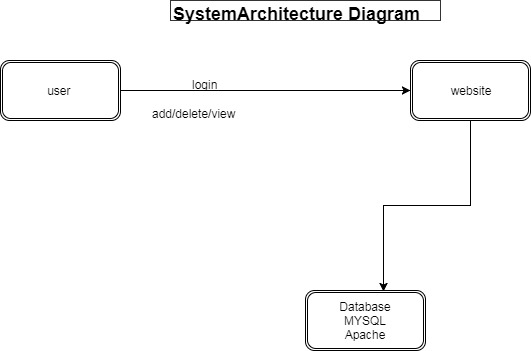 SystemArchitecture Diagram
user
login
website
add/delete/view
Database
MYSQL
Apache